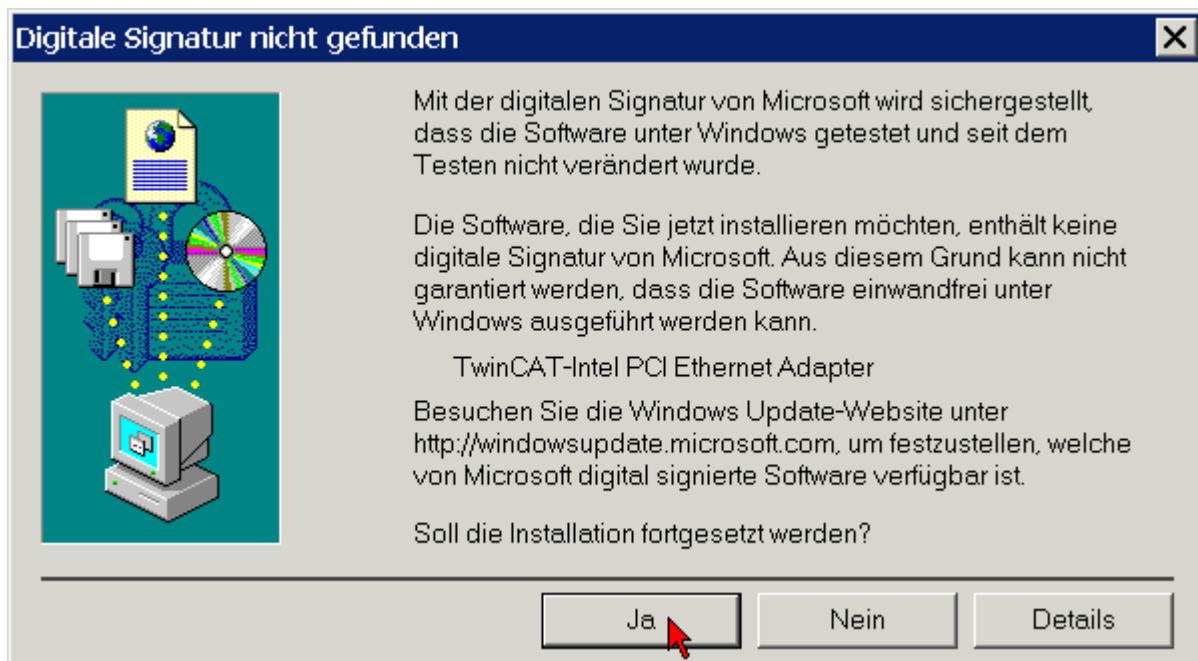 Digitale Signatur nicht gefunden
Mit der digitalen Signatur von Microsoft wird sichergestellt,
dass die Software unter Windows getestet und seit dem
Testen nicht verändert wurde.
Die Software, die Sie jetzt installieren möchten, enthält keine
digitale Signatur von Microsoft. Aus diesem Grund kann nicht
garantiert werden, dass die Software einwandfrei unter
Windows ausgeführt werden kann.
TwinCAT-Intel PCI Ethernet Adapter
Besuchen Sie die Windows Update-Website unter
http://windowsupdate.microsoft.com, um festzustellen, welche
von Microsoft digital signierte Software verfügbar ist.
Soll die Installation fortgesetzt werden?
Ja
Nein
Details